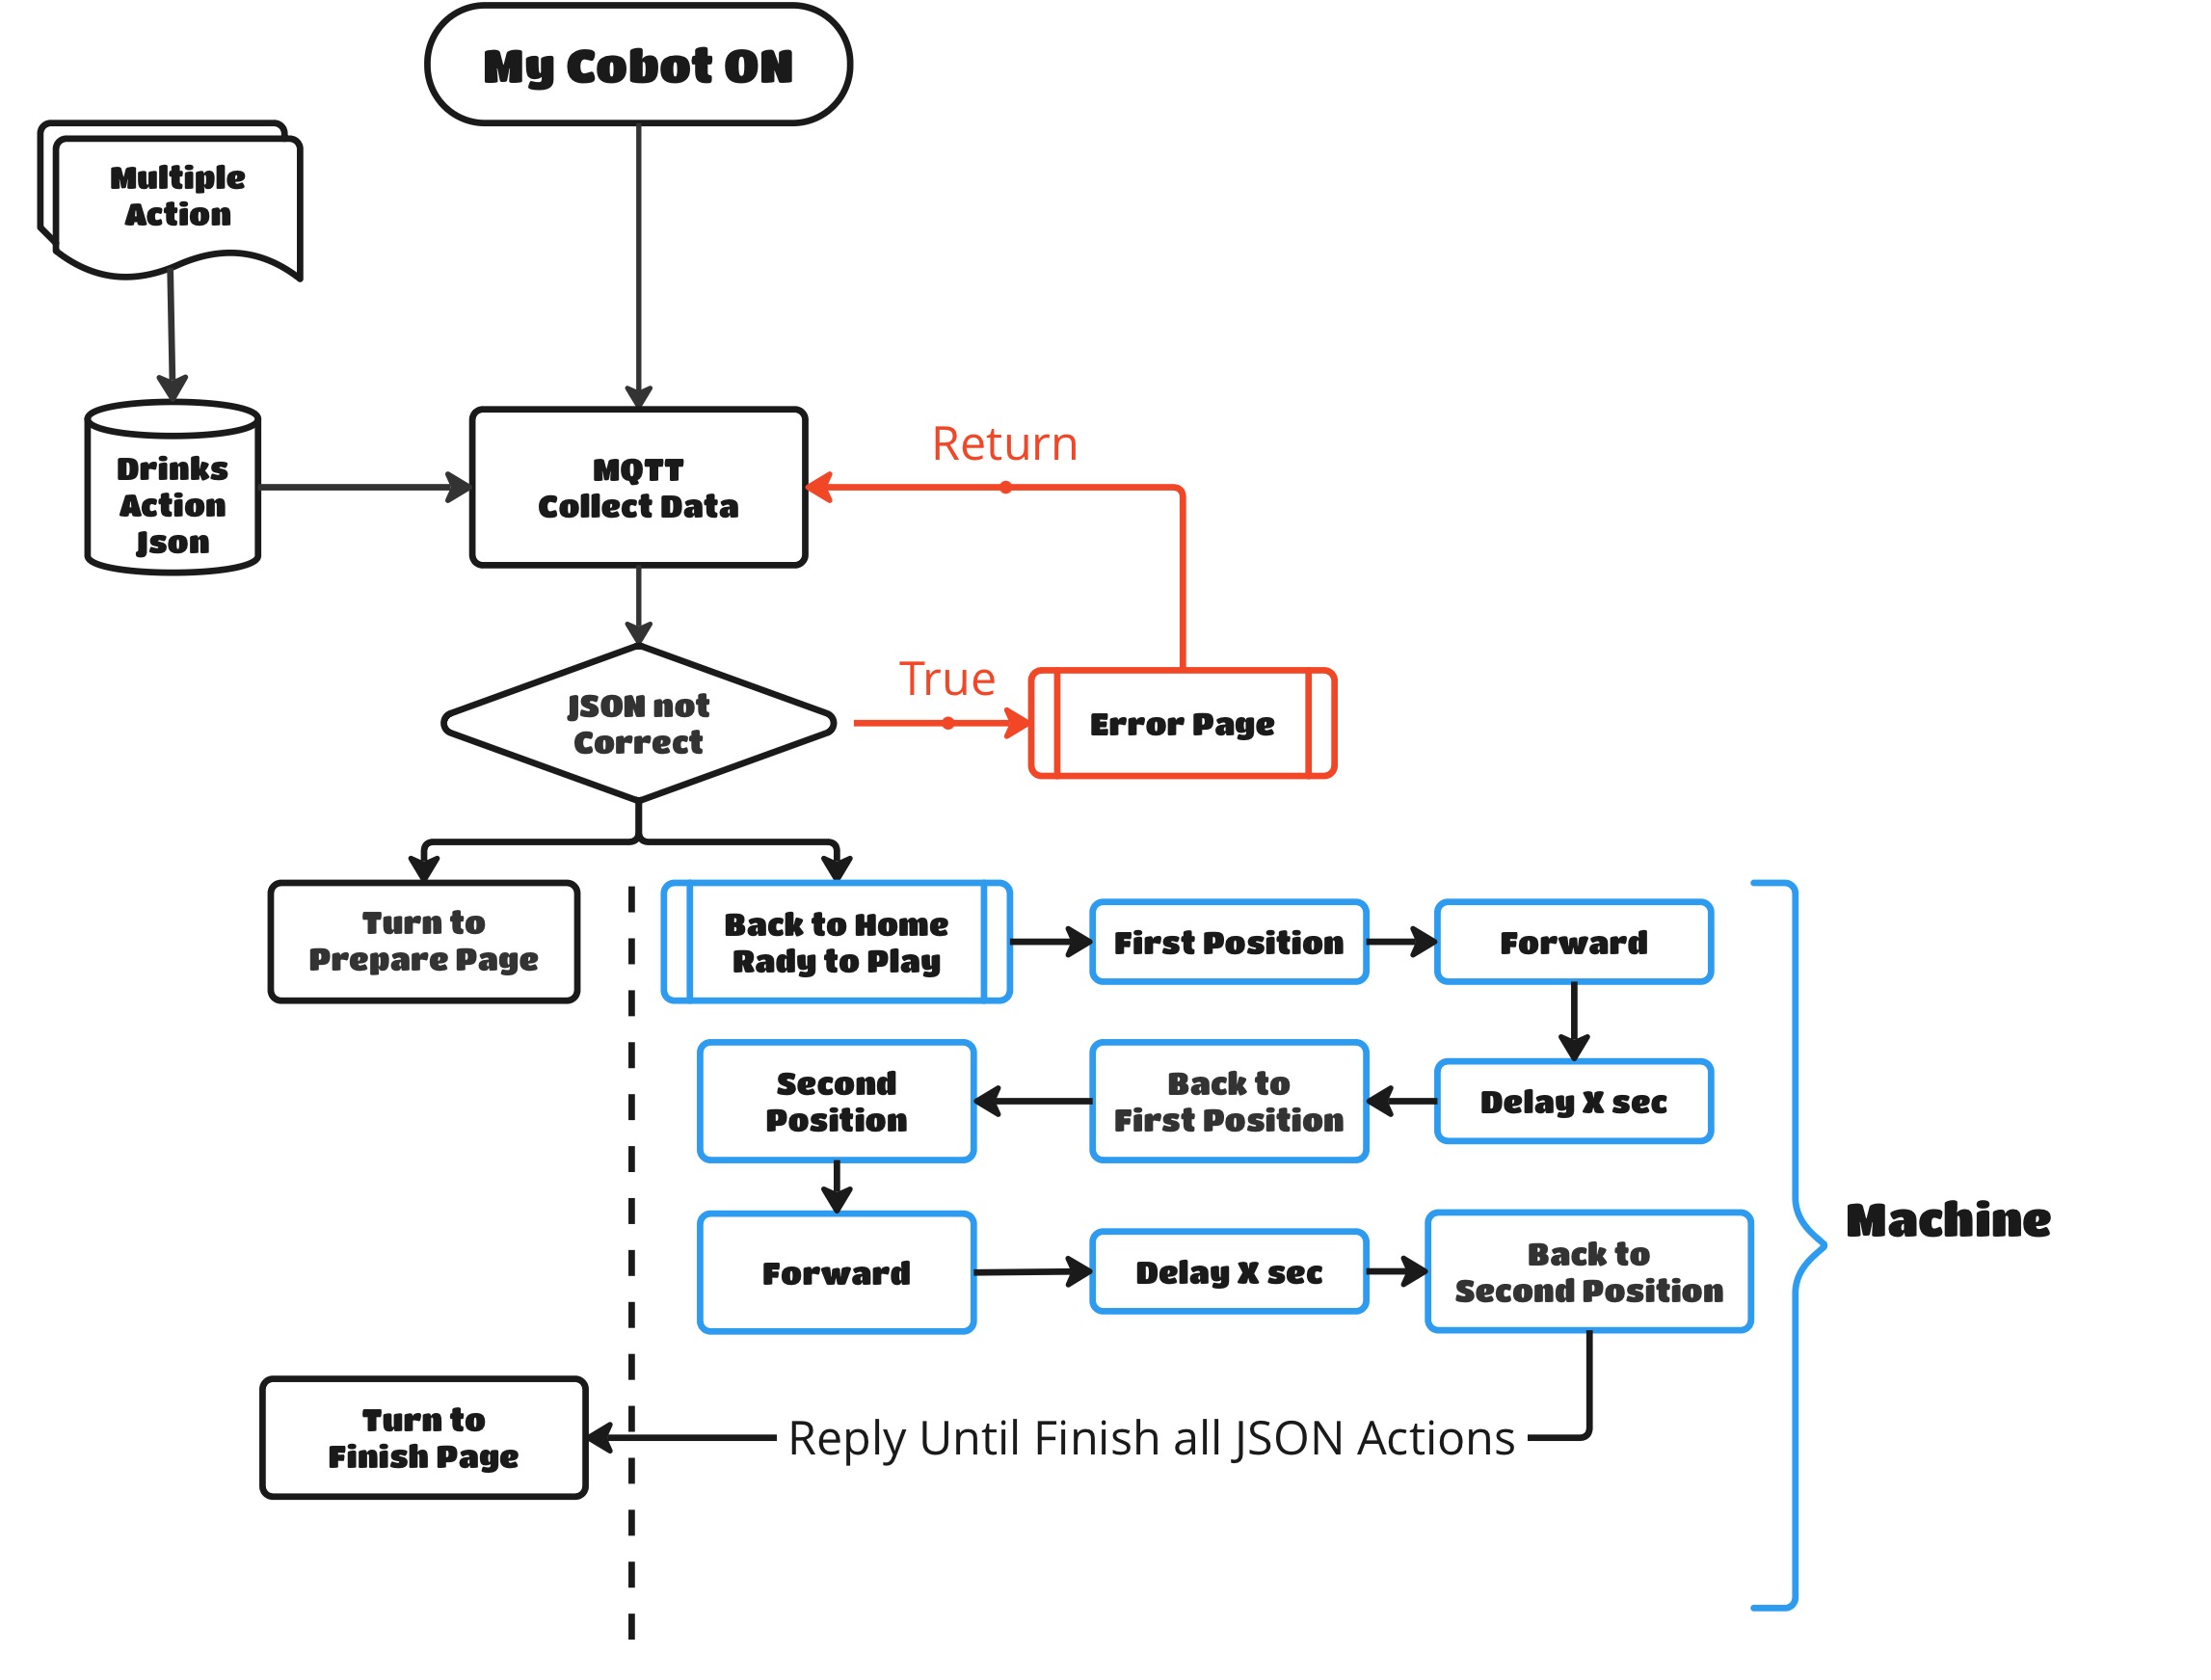 My Cobot ON
Multiple
Action
Drinks
Action
Json
MQTT
Collect Data
Return
JSON not
Correct
True
Error Page
Turn to
Prepare Page
Back to Home
Rady to Play
First Position
Forward
Second
Position
Back to
First Position
Delay X sec
Forward
Delay X sec
Back to
Second Position
Machine
Turn to
Finish Page
Reply Until Finish all JSON Actions